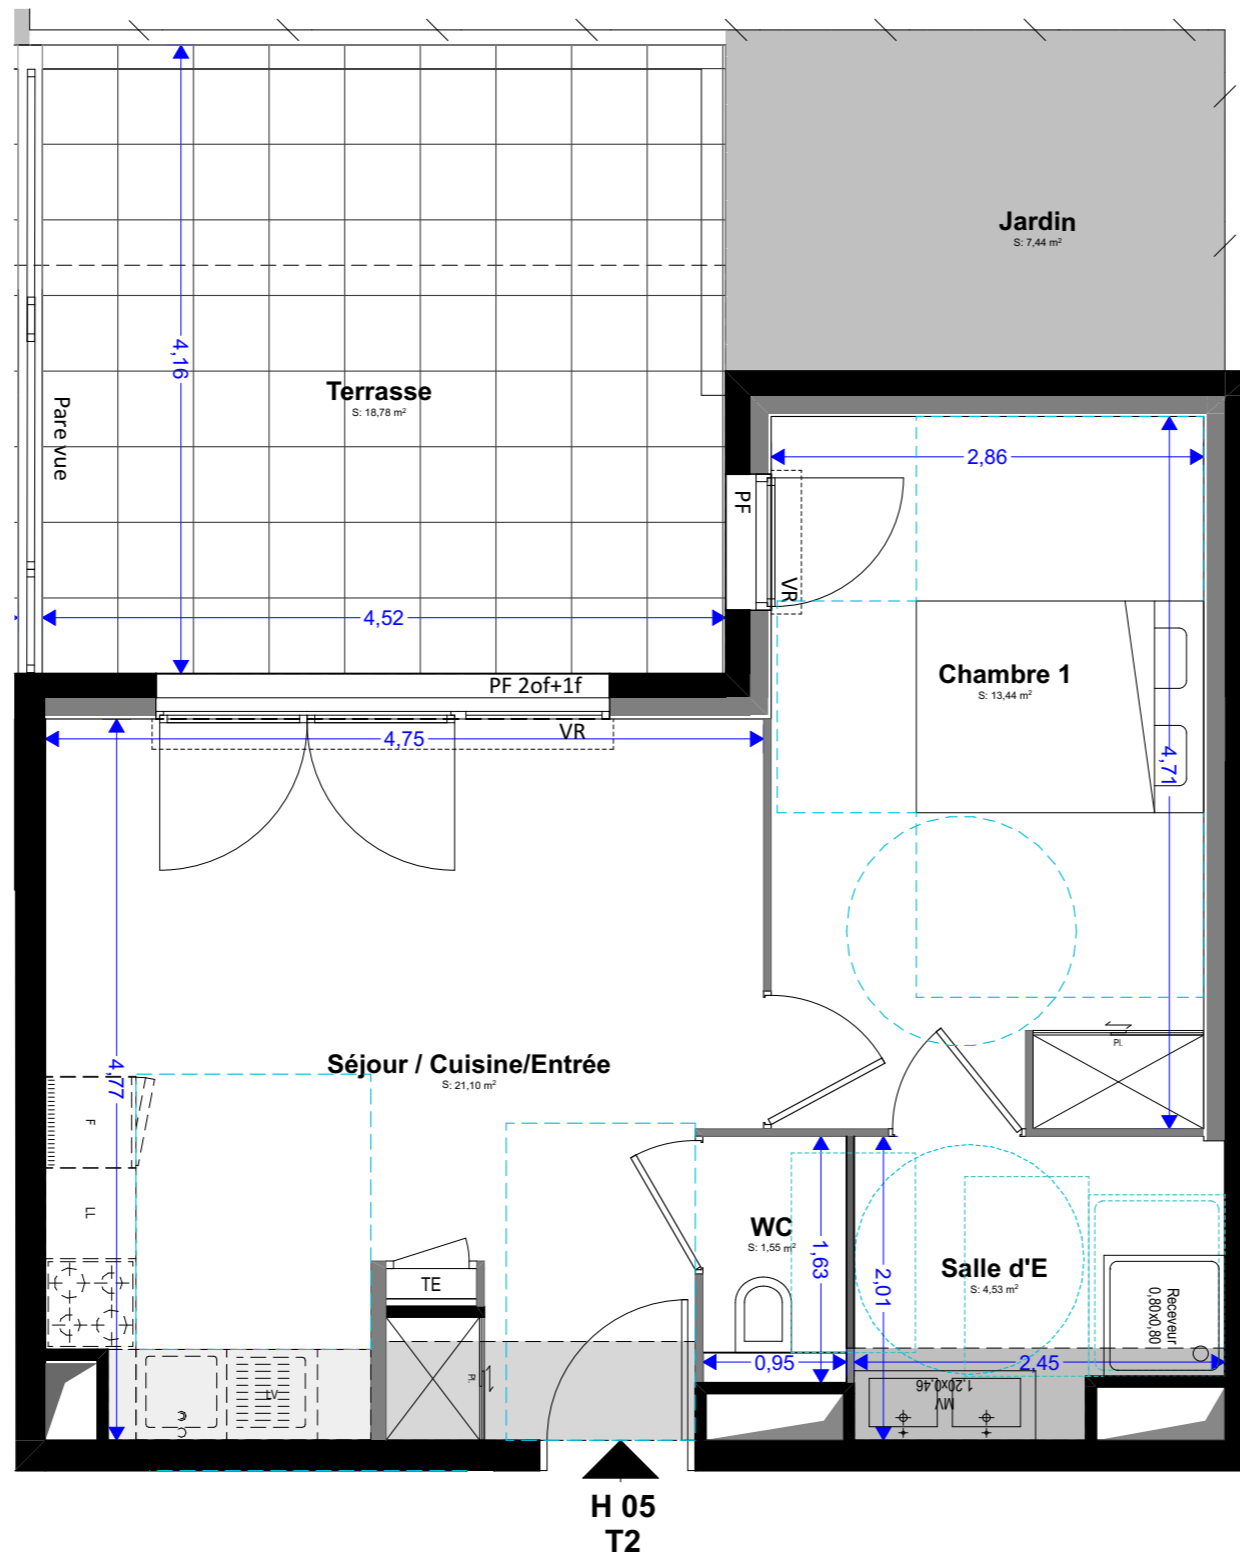 Jardin
S: 7,44 m²
4,16
Terrasse
S: 18,78 m²
Pare vue
2,86
PF
VR
4,52
Chambre 1
S: 13,44 m²
PF 2of+1f
VR
4,75
4,71
Pl.
Séjour / Cuisine/Entrée
S: 21,10 m²
4,77
F
LL
WC
S: 1,55 m²
1,63
2,01
Salle d'E
S: 4,53 m²
TE
Receveur
0,80x0,80
0,95
2,45
Pl.
LV
MV
1,20x0,46
H 05
T2